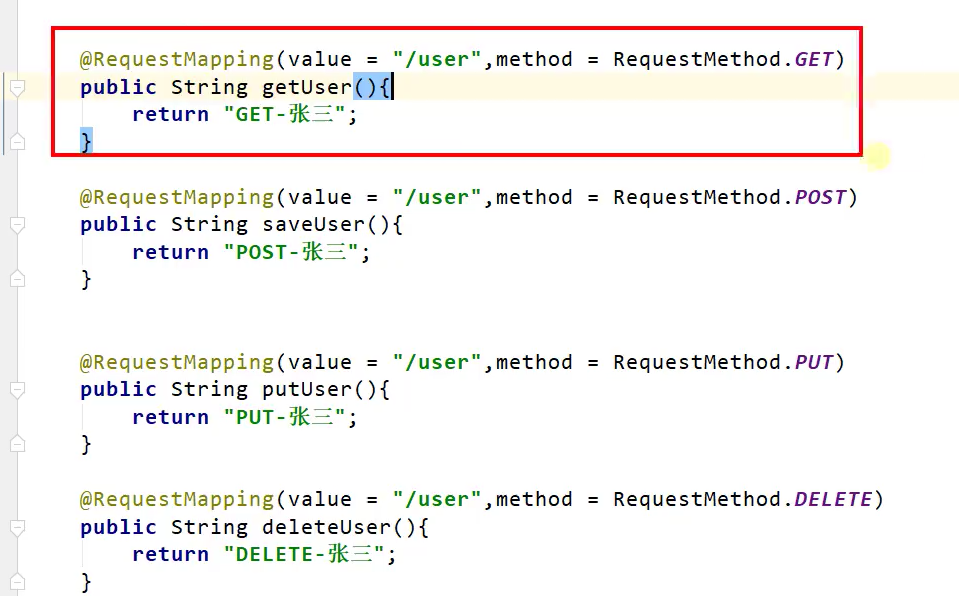 @RequestMapping(value = "/user",method = RequestMethod.GET)
public String getUser(){
return "GET-张三";
}
@RequestMapping(value = "/user",method = RequestMethod.POST)
public String saveUser(){
return "POST-张三";
}
@RequestMapping(value = "/user",method = RequestMethod.PUT)
public String putUser(){
return "PUT-张三";
}
@RequestMapping(value = "/user",method = RequestMethod.DELETE)
public String deleteUser(){
return "DELETE-张三";
}